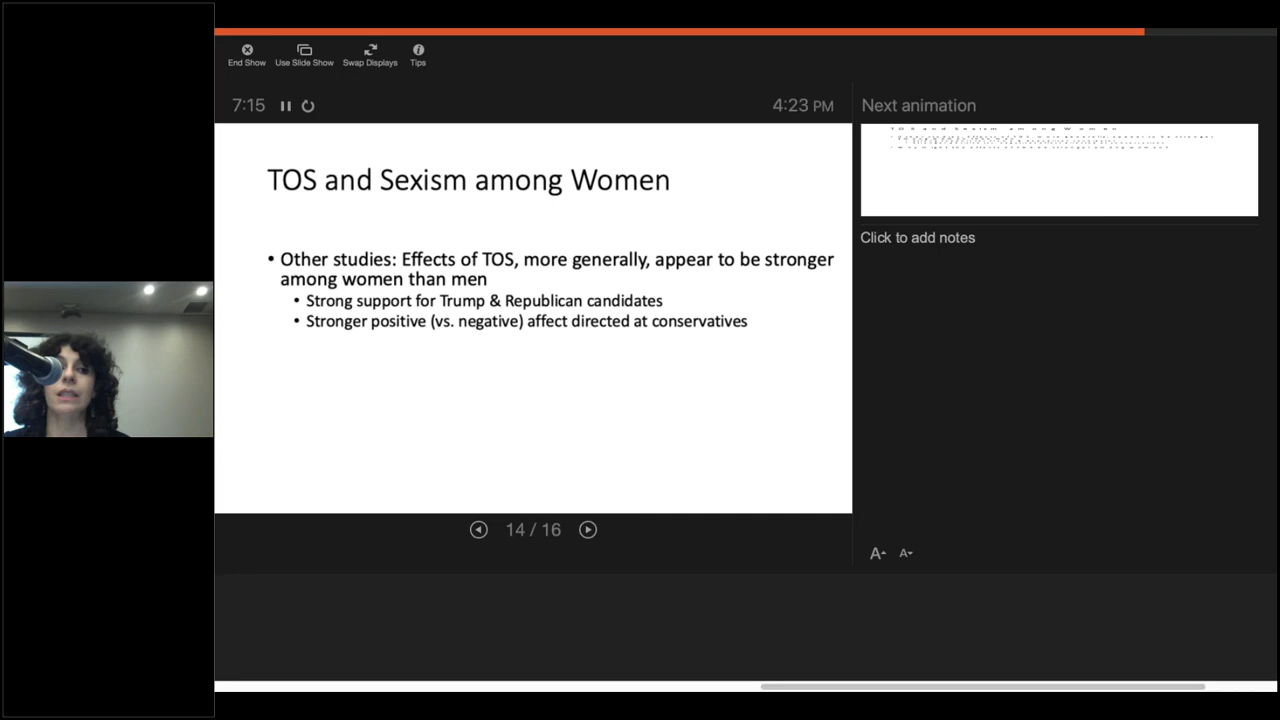 End Show Use Slide Show Swap Displays Tips
7:15 4:23 PM
Next animation
TOS and Sexism among Women
TOS and Sexism among Women
Click to add notes
• Other studies: Effects of TOS, more generally, appear to be stronger
among women than men
• Strong support for Trump & Republican candidates
• Stronger positive (vs. negative) affect directed at conservatives
14 / 16
A A